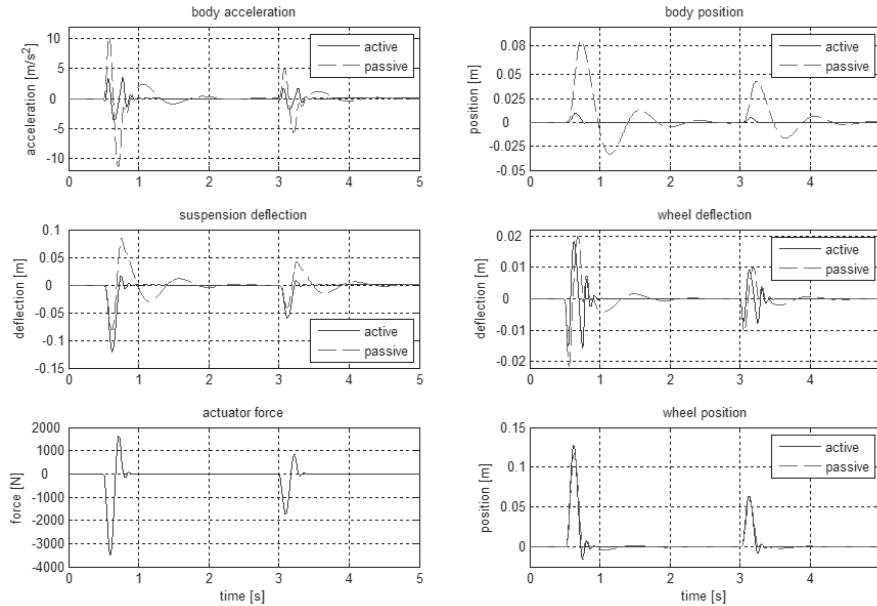 body acceleration
acceleration [m/s²]
10
5
0
-5
-10
active
passive
0 1 2 3 4 5
body position
position [m]
0.08
0.05
0.025
0
-0.025
-0.05
active
passive
0 1 2 3 4
suspension deflection
deflection [m]
0.1
0.05
0
-0.05
-0.1
-0.15
active
passive
0 1 2 3 4 5
wheel deflection
deflection [m]
0.02
0.01
0
-0.01
-0.02
active
passive
0 1 2 3 4
actuator force
force [N]
2000
1000
0
-1000
-2000
-3000
-4000
0 1 2 3 4 5
time [s]
wheel position
position [m]
0.15
0.10
0.05
0
active
passive
0 1 2 3 4
time [s]